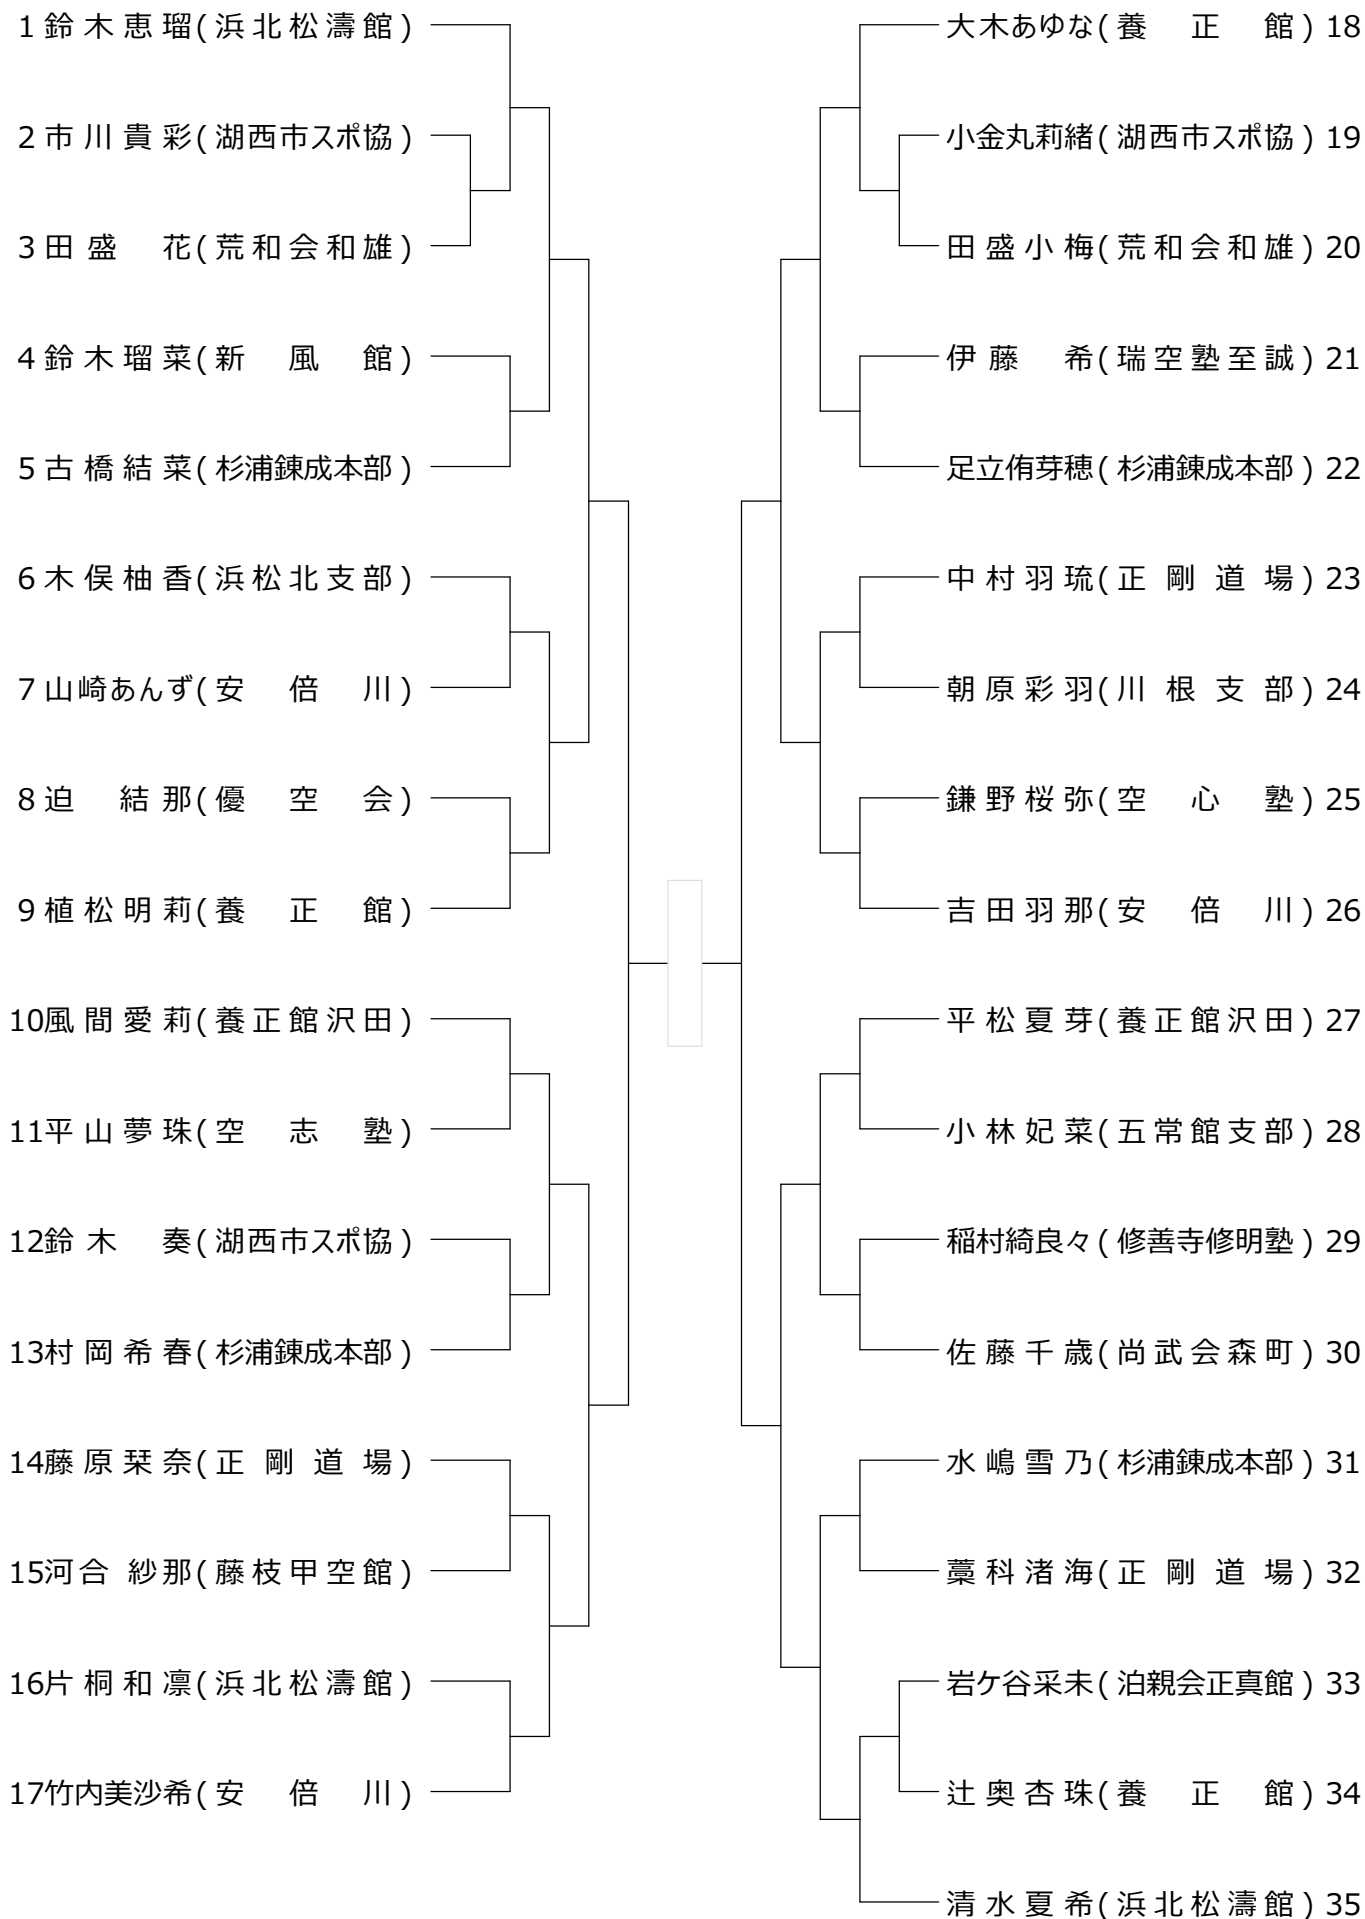 1 鈴木恵瑠(浜北松濤館)
2 市川貴彩(湖西市スポ協)
3 田盛 花(荒和会和雄)
4 鈴木瑠菜(新風館)
5 古橋結菜(杉浦錬成本部)
6 木俣柚香(浜松北支部)
7 山崎あんず(安倍川)
8 迫 結那(優空会)
9 植松明莉(養正館)
10 風間愛莉(養正館沢田)
11 平山夢珠(空志塾)
12 鈴木 奏(湖西市スポ協)
13 村岡希春(杉浦錬成本部)
14 藤原栞奈(正剛道場)
15 河合 紗那(藤枝甲空館)
16 片桐和凛(浜北松濤館)
17 竹内美沙希(安倍川)
大木あゆな(養正館) 18
小金丸莉緒(湖西市スポ協) 19
田盛小梅(荒和会和雄) 20
伊藤 希(瑞空塾至誠) 21
足立侑芽穂(杉浦錬成本部) 22
中村羽琉(正剛道場) 23
朝原彩羽(川根支部) 24
鎌野桜弥(空心塾) 25
吉田羽那(安倍川) 26
平松夏芽(養正館沢田) 27
小林妃菜(五常館支部) 28
稲村綺良々(修善寺修明塾) 29
佐藤千歳(尚武会森町) 30
水嶋雪乃(杉浦錬成本部) 31
藁科渚海(正剛道場) 32
岩ケ谷采未(泊親会正真館) 33
辻奥杏珠(養正館) 34
清水夏希(浜北松濤館) 35